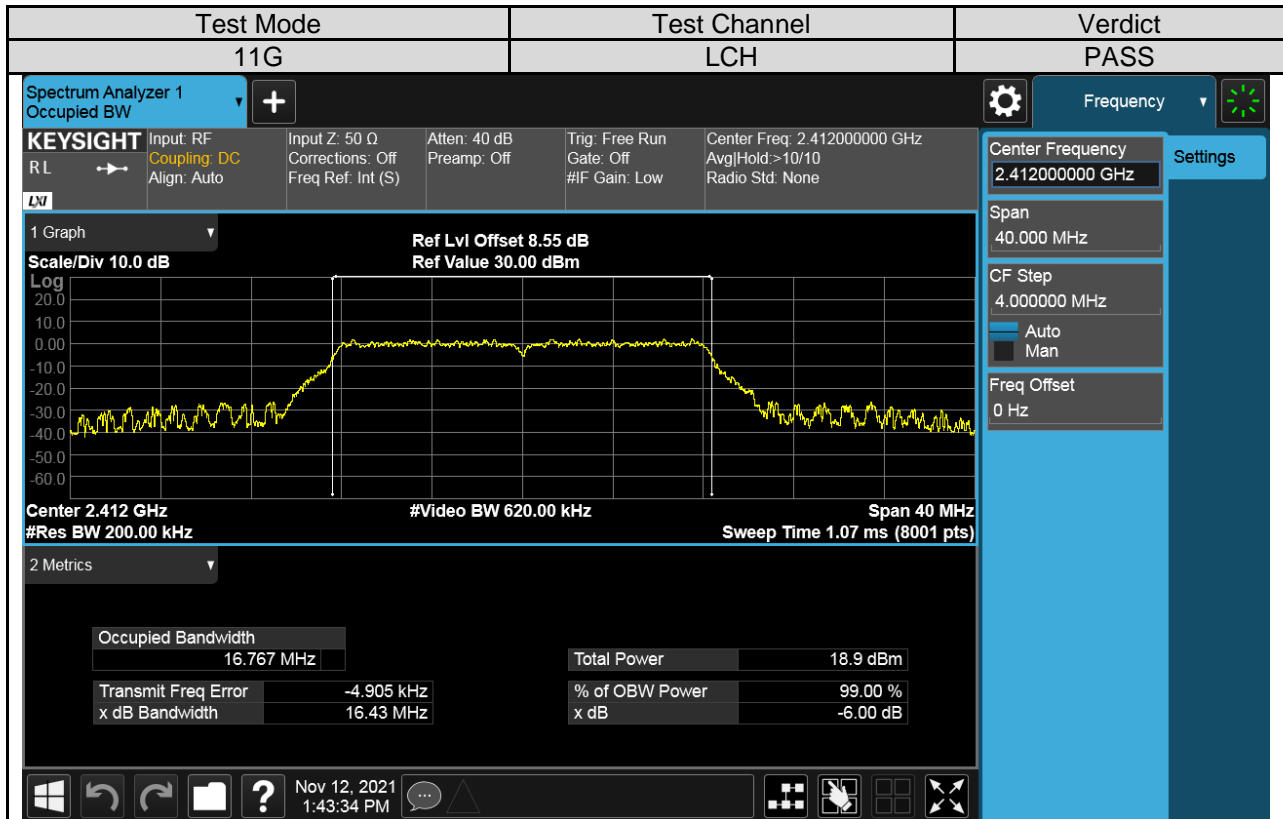 Test Mode Test Channel Verdict
11G LCH PASS
Spectrum Analyzer 1
Occupied BW
+
Frequency
KEYSIGHT Input: RF Input Z: 50 Ω Atten: 40 dB Trig: Free Run Center Freq: 2.412000000 GHz
RL Coupling: DC Corrections: Off Preamp: Off Gate: Off Avg|Hold:>10/10
Align: Auto Freq Ref: Int (S) #IF Gain: Low Radio Std: None
LXI
Center Frequency
2.412000000 GHz
Settings
Span
40.000 MHz
CF Step
4.000000 MHz
Auto
Man
Freq Offset
0 Hz
1 Graph
Ref Lvl Offset 8.55 dB
Scale/Div 10.0 dB Ref Value 30.00 dBm
Log
20.0
10.0
0.00
-10.0
-20.0
-30.0
-40.0
-50.0
-60.0
Center 2.412 GHz #Video BW 620.00 kHz Span 40 MHz
#Res BW 200.00 kHz Sweep Time 1.07 ms (8001 pts)
2 Metrics
Occupied Bandwidth
16.767 MHz Total Power 18.9 dBm
Transmit Freq Error -4.905 kHz % of OBW Power 99.00 %
x dB Bandwidth 16.43 MHz x dB -6.00 dB
? Nov 12, 2021
1:43:34 PM